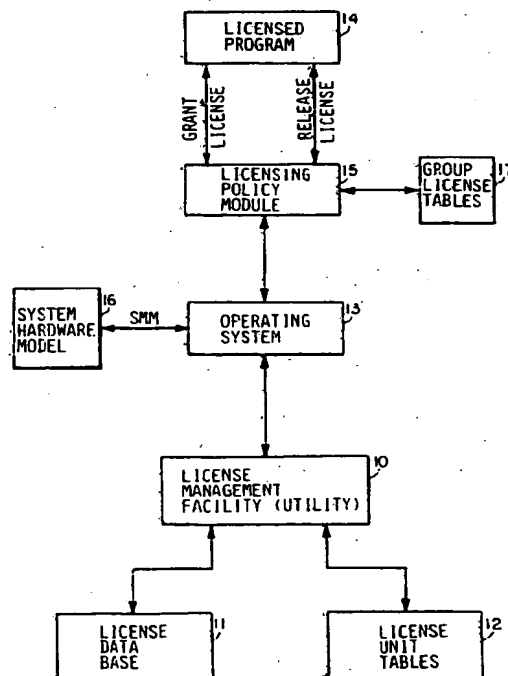 LICENSED
PROGRAM
14
GRANT
LICENSE
RELEASE
LICENSE
LICENSING
POLICY
MODULE
15
GROUP
LICENSE
TABLES
17
SYSTEM
HARDWARE
MODEL
16
SMM
OPERATING
SYSTEM
13
LICENSE
MANAGEMENT
FACILITY (UTILITY)
10
LICENSE
DATA
BASE
11
LICENSE
UNIT
TABLES
12